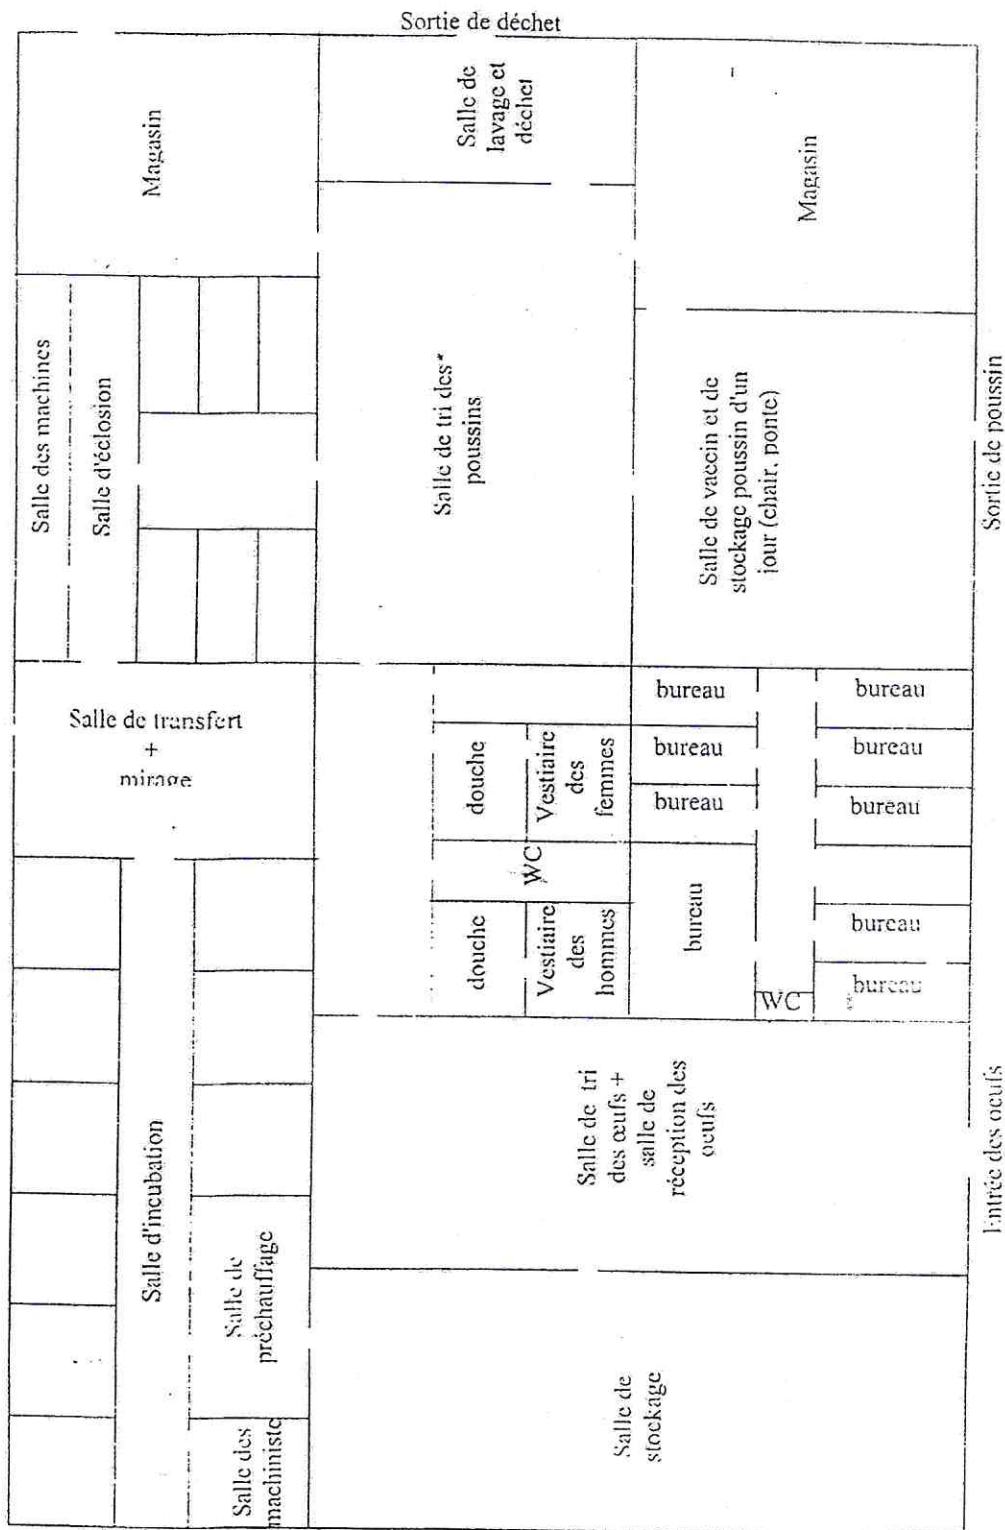 Sortie de déchet
Magasin
Salle de
lavage et
déchet
Magasin
Salle des machines
Salle d'éclosion
Salle de tri des
poussins
Salle de vaccin et de
stockage poussin d'un
jour (chair, ponte)
Sortie de poussin
Salle de transfert
+
mirage
douche
Vestiaire
des
femmes
WC
douche
Vestiaire
des
hommes
bureau
bureau
bureau
bureau
bureau
bureau
bureau
bureau
bureau
WC
Salle d'incubation
Salle de
préchauffage
Salle des
machiniste
Salle de tri
des œufs +
salle de
réception des
oeufs
Entrée des oeufs
Salle de
stockage